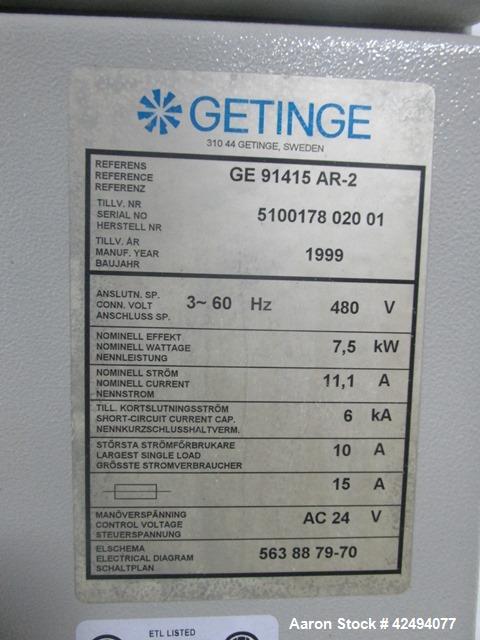 GETINGE
310 44 GETINGE, SWEDEN
REFERENS
REFERENCE
REFERENZ
GE 91415 AR-2
TILLV. NR
SERIAL NO
HERSTELL NR
5100178 020 01
TILLV. ÅR
MANUF. YEAR
BAUJAHR
1999
ANSLUTN. SP.
CONN. VOLT
ANSCHLUSS SP.
3~ 60 Hz 480 V
NOMINELL EFFEKT
NOMINELL WATTAGE
NENNLEISTUNG
7,5 kW
NOMINELL STRÖM
NOMINELL CURRENT
NENNSTROM
11,1 A
TILL. KORTSLUTNINGSSTRÖM
SHORT-CIRCUIT CURRENT CAP.
NENNKURZSCHLUSSHALTVERM.
6 kA
STÖRSTA STRÖMFÖRBRUKARE
LARGEST SINGLE LOAD
GRÖSSTE STROMVERBRAUCHER
10 A
15 A
MANÖVERSPÄNNING
CONTROL VOLTAGE
STEUERSPANNUNG
AC 24 V
ELSCHEMA
ELECTRICAL DIAGRAM
SCHALTPLAN
563 88 79-70
ETL LISTED
Aaron Stock # 42494077